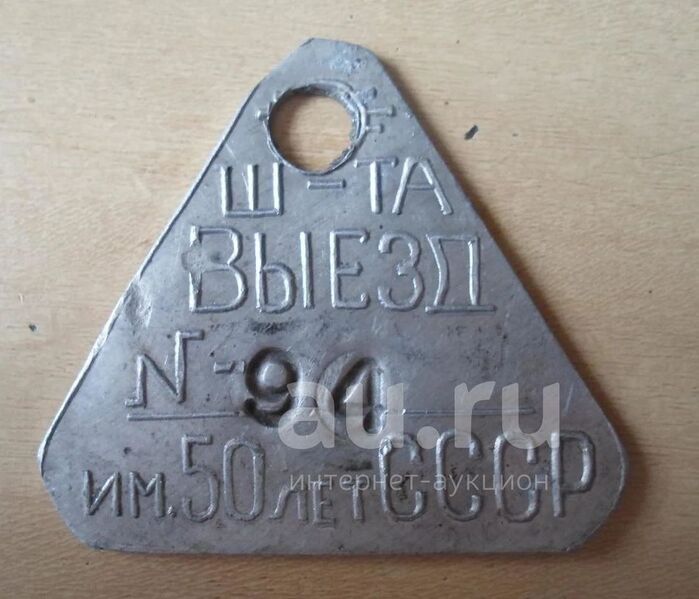 Ш-ТА
ВЫЕЗД
N-94
им. 50 лет СССР
au.ru
интернет-аукцион